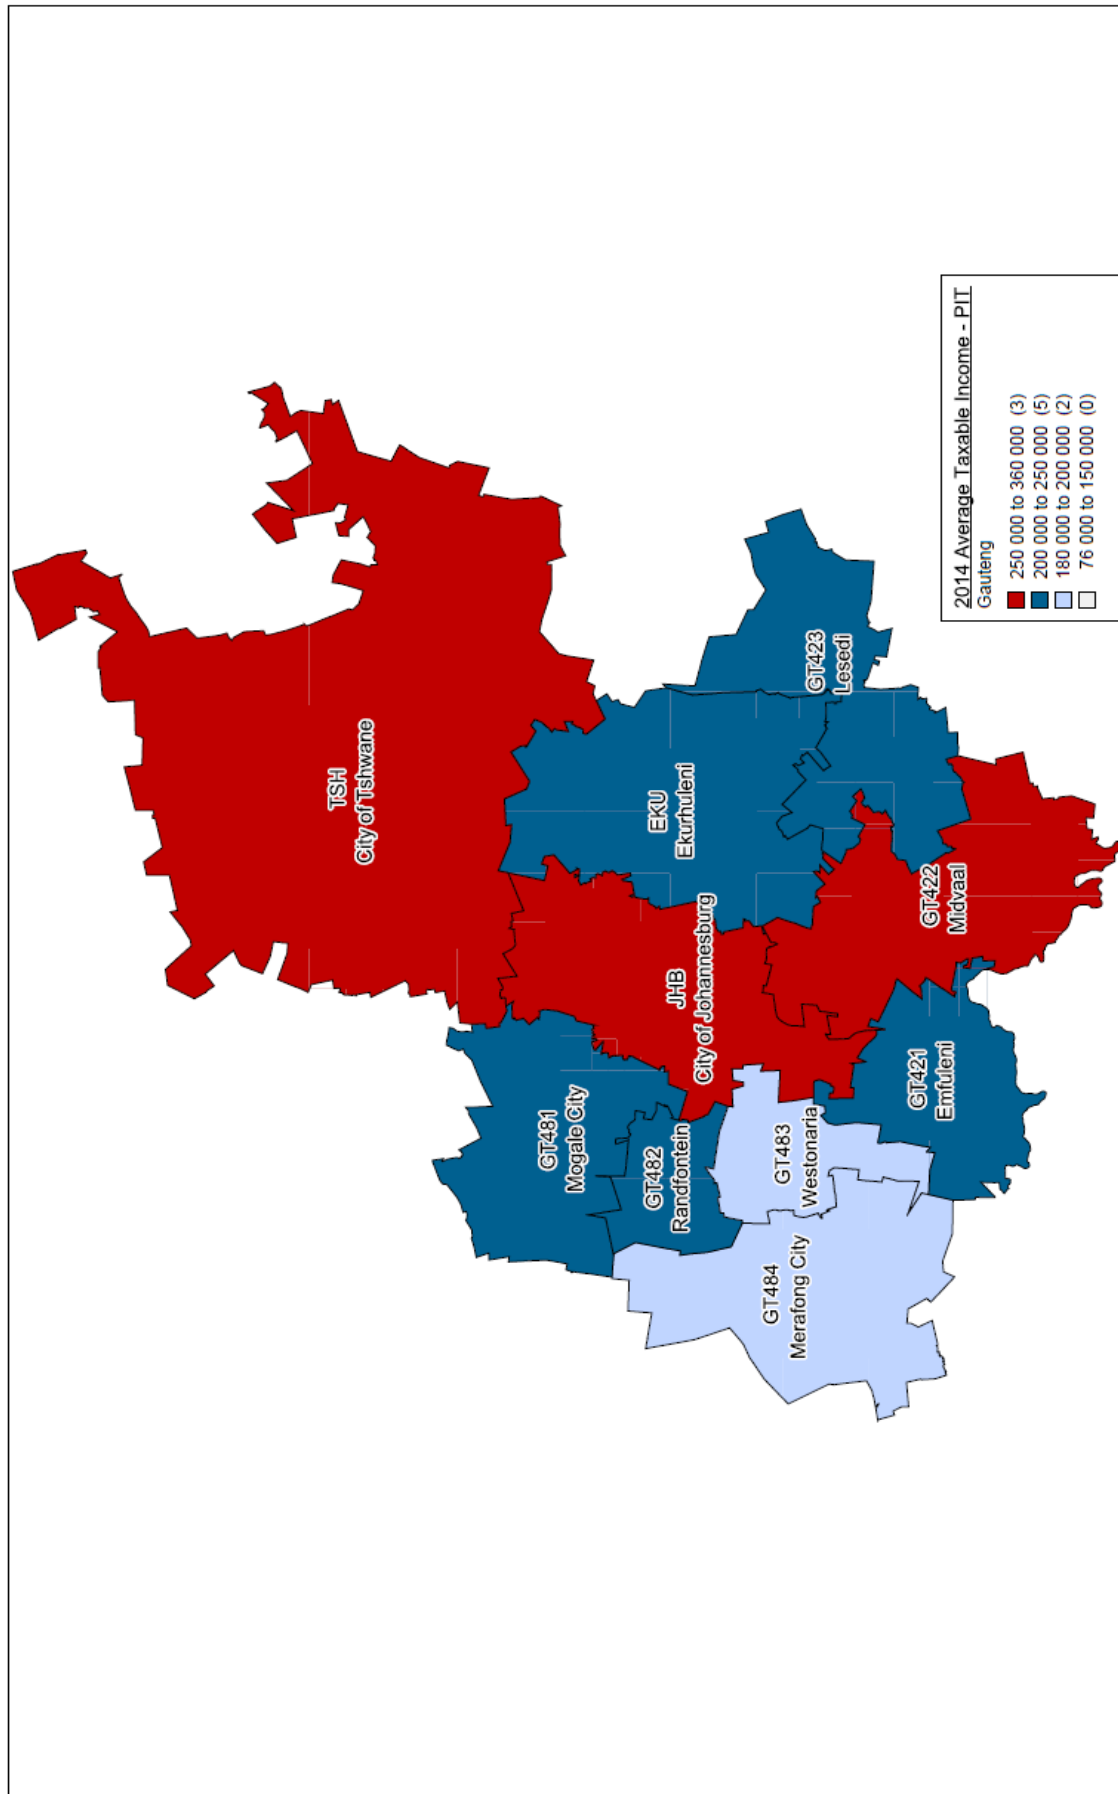 TSH
City of Tshwane
EKU
Ekurhuleni
GT423
Lesedi
JHB
City of Johannesburg
GT422
Midvaal
GT481
Mogale City
GT482
Randfontein
GT483
Westonaria
GT421
Emfuleni
GT484
Merafong City
2014 Average Taxable Income - PIT
Gauteng
250 000 to 360 000 (3)
200 000 to 250 000 (5)
180 000 to 200 000 (2)
76 000 to 150 000 (0)